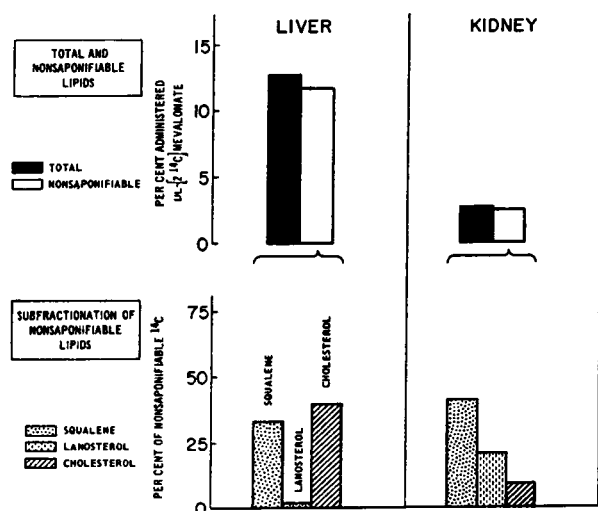 LIVER
KIDNEY
TOTAL AND
NONSAPONIFIABLE
LIPIDS
TOTAL
NONSAPONIFIABLE
PER CENT ADMINISTERED
DL-[2 ¹⁴C] MEVALONATE
15
10
5
0
SUBFRACTIONATION OF
NONSAPONIFIABLE
LIPIDS
SQUALENE
LANOSTEROL
CHOLESTEROL
PER CENT OF NONSAPONIFIABLE ¹⁴C
75
50
25
0
SQUALENE
LANOSTEROL
CHOLESTEROL